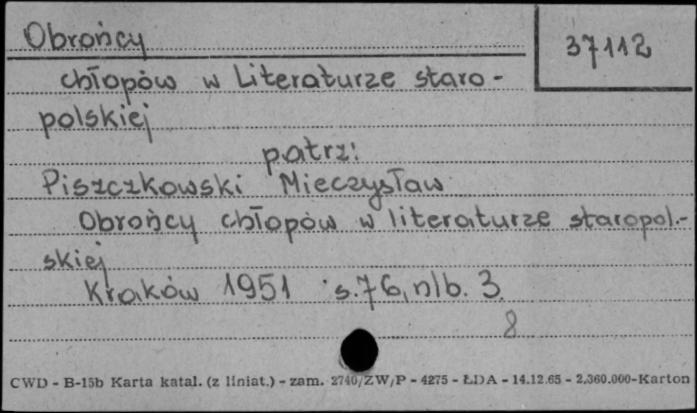 Obrońcy
37112
chłopów w Literaturze staro-
polskiej
patrz:
Piszczkowski Mieczysław
Obrońcy chłopów w literaturze staropol-
skiej
Kraków 1951 s.76, nlb. 3.
8
CWD - B-15b Karta katal. (z liniat.) - zam. 2740/ZW/P - 4275 - ŁDA - 14.12.65 - 2.360.000-Karton